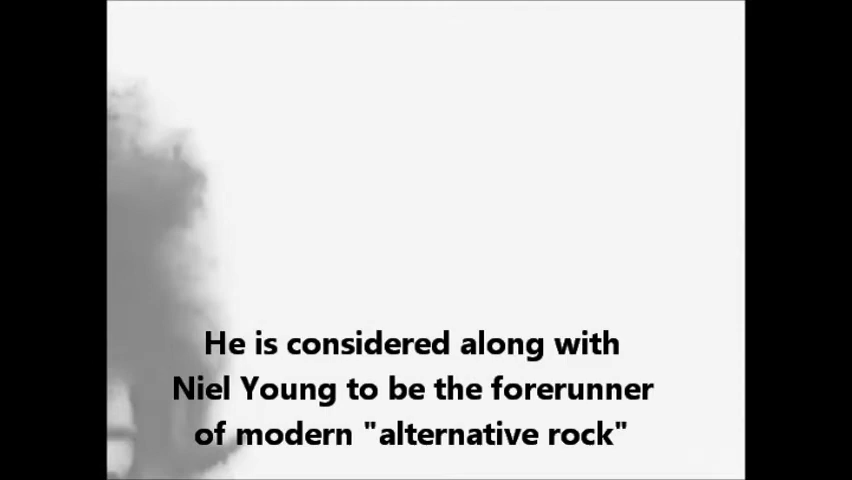 He is considered along with
Niel Young to be the forerunner
of modern "alternative rock"